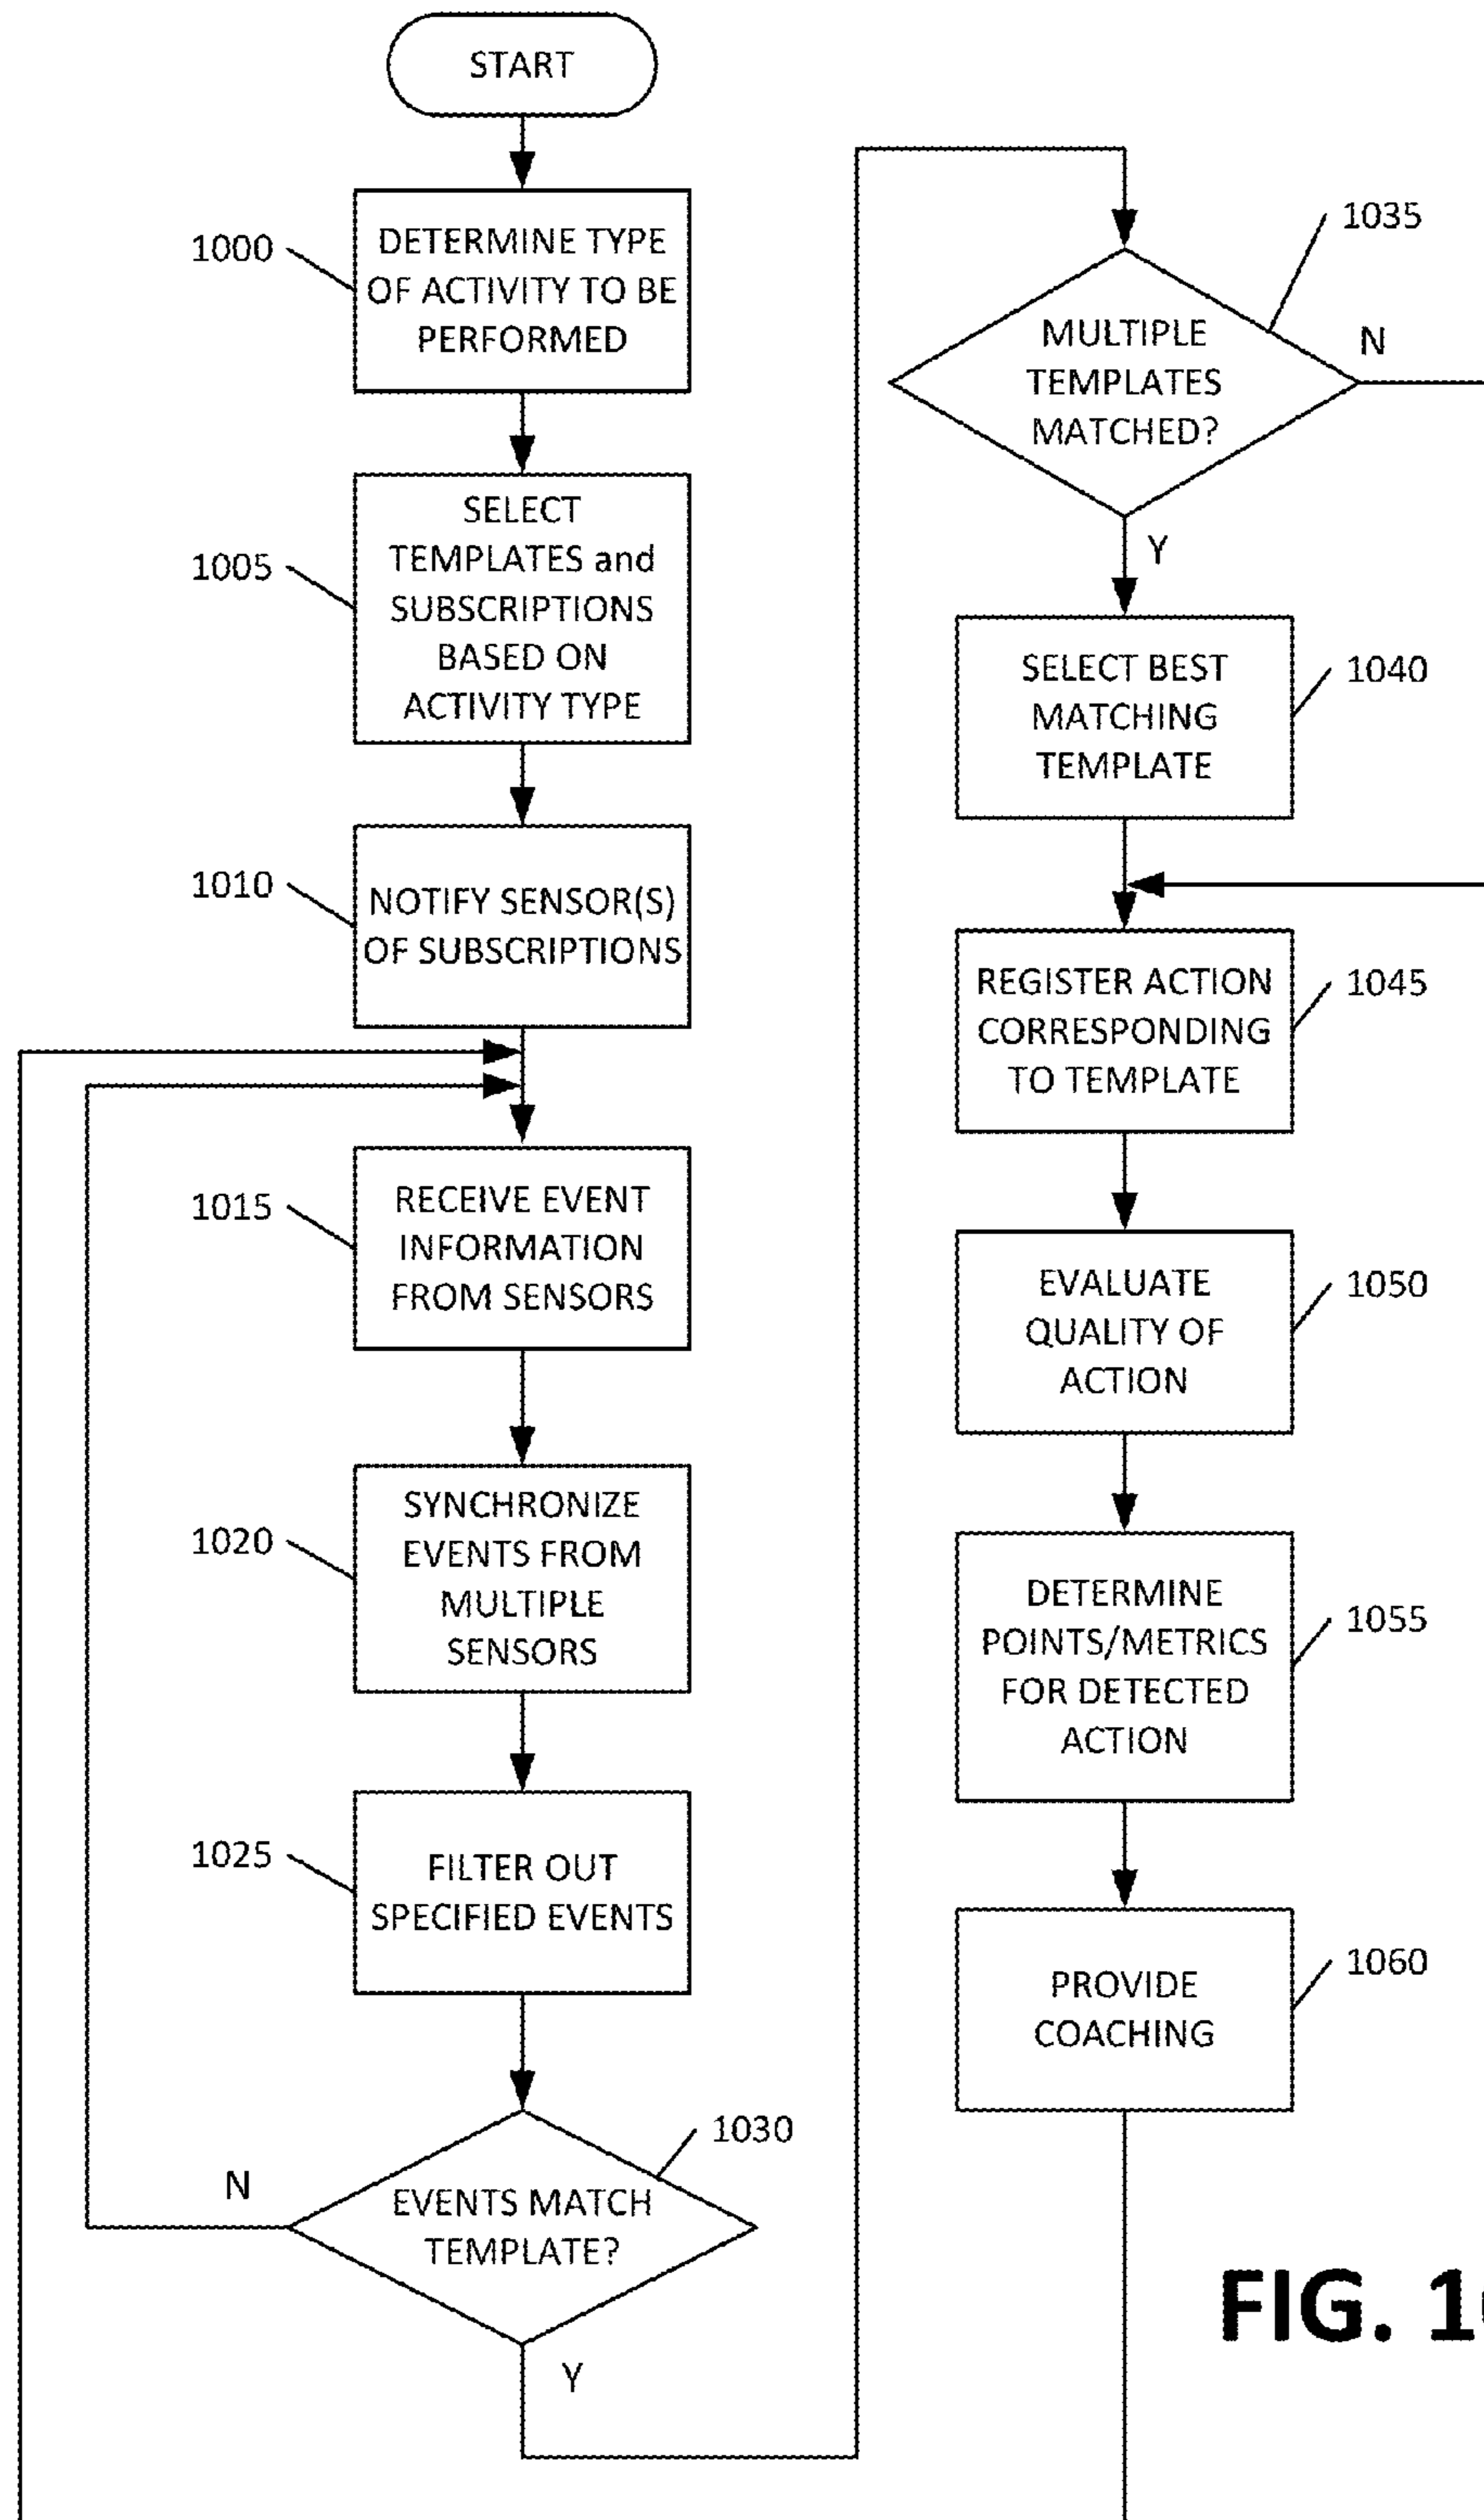 START
1000
DETERMINE TYPE
OF ACTIVITY TO BE
PERFORMED
1005
SELECT
TEMPLATES and
SUBSCRIPTIONS
BASED ON
ACTIVITY TYPE
1010
NOTIFY SENSOR(S)
OF SUBSCRIPTIONS
1015
RECEIVE EVENT
INFORMATION
FROM SENSORS
1020
SYNCHRONIZE
EVENTS FROM
MULTIPLE
SENSORS
1025
FILTER OUT
SPECIFIED EVENTS
1030
EVENTS MATCH
TEMPLATE?
N
Y
1035
MULTIPLE
TEMPLATES
MATCHED?
N
Y
SELECT BEST
MATCHING
TEMPLATE
1040
REGISTER ACTION
CORRESPONDING
TO TEMPLATE
1045
EVALUATE
QUALITY OF
ACTION
1050
DETERMINE
POINTS/METRICS
FOR DETECTED
ACTION
1055
PROVIDE
COACHING
1060
FIG.